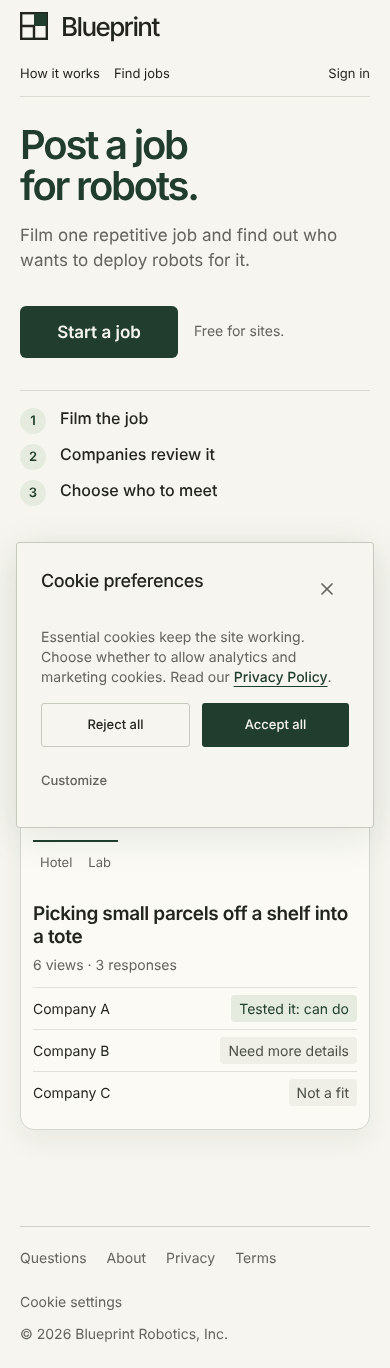 Blueprint
How it works Find jobs Sign in
Post a job
for robots.
Film one repetitive job and find out who
wants to deploy robots for it.
Start a job Free for sites.
1 Film the job
2 Companies review it
3 Choose who to meet
Cookie preferences
Essential cookies keep the site working.
Choose whether to allow analytics and
marketing cookies. Read our Privacy Policy.
Reject all Accept all
Customize
Hotel Lab
Picking small parcels off a shelf into
a tote
6 views · 3 responses
Company A Tested it: can do
Company B Need more details
Company C Not a fit
Questions About Privacy Terms
Cookie settings
© 2026 Blueprint Robotics, Inc.